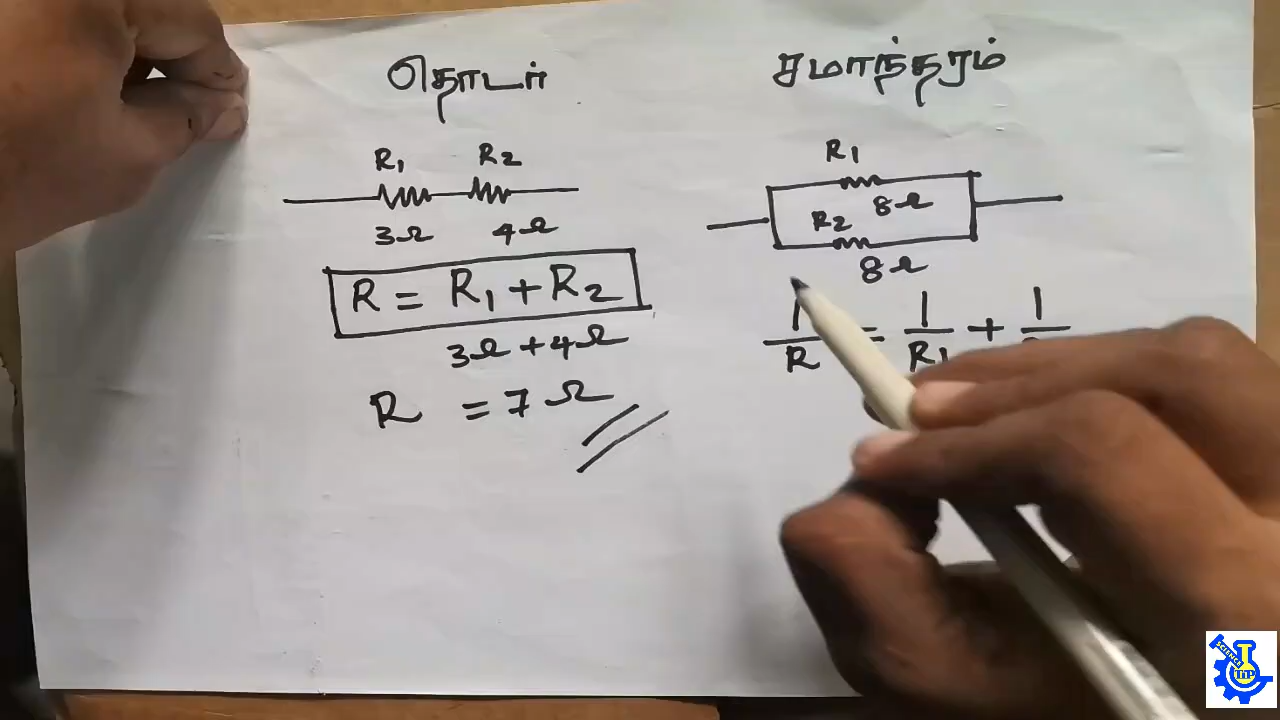 தொடர்
R1 R2
3Ω 4Ω
R = R1 + R2
3Ω + 4Ω
R = 7Ω
சமாந்தரம்
R1
8Ω
R2
8Ω
1/R = 1/R1 + 1/